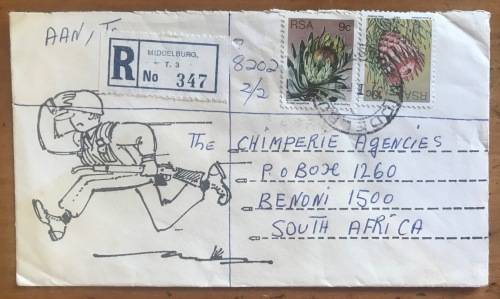 AAN, T
MIDDELBURG,
T. 3
R No 347
8202
2/2
RSA 9c
RSA
The CHIMPERIE AGENCIES
P.O BOX 1260
BENONI 1500
SOUTH AFRICA